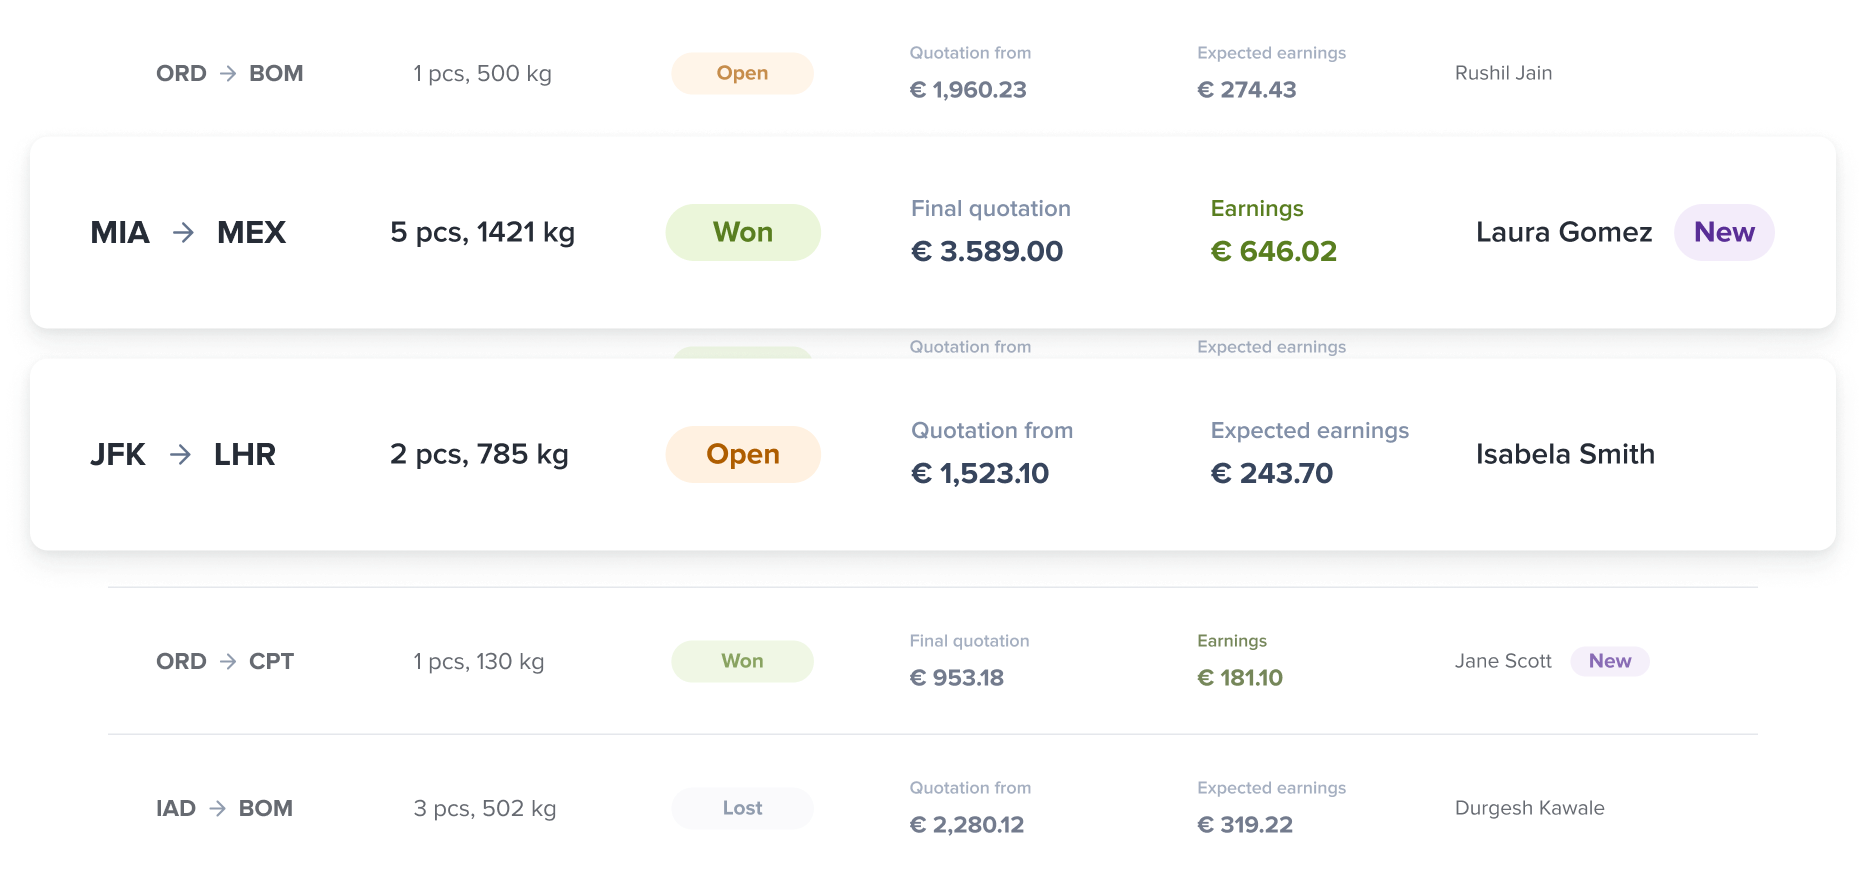 ORD → BOM 1 pcs, 500 kg Open Quotation from Expected earnings Rushil Jain
€ 1,960.23 € 274.43
MIA → MEX 5 pcs, 1421 kg Won Final quotation Earnings Laura Gomez New
€ 3.589.00 € 646.02
Quotation from Expected earnings
JFK → LHR 2 pcs, 785 kg Open Quotation from Expected earnings Isabela Smith
€ 1,523.10 € 243.70
ORD → CPT 1 pcs, 130 kg Won Final quotation Earnings Jane Scott New
€ 953.18 € 181.10
IAD → BOM 3 pcs, 502 kg Lost Quotation from Expected earnings Durgesh Kawale
€ 2,280.12 € 319.22